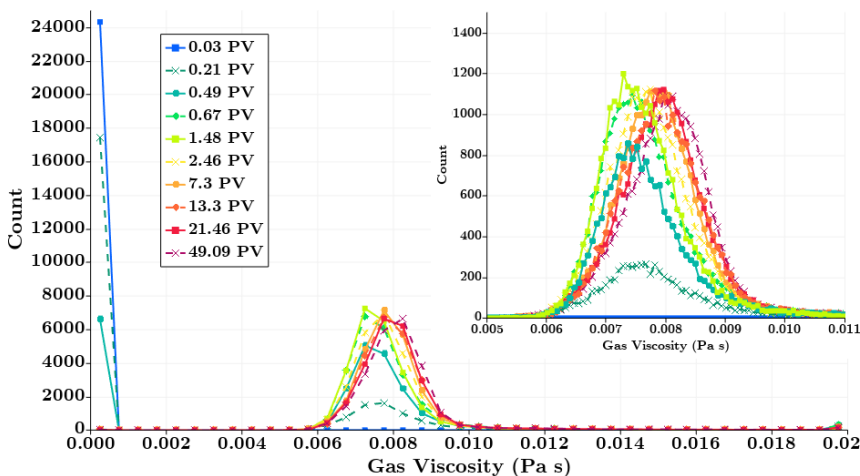 24000
22000
20000
18000
16000
14000
12000
10000
8000
6000
4000
2000
0
Count
0.000
0.002
0.004
0.006
0.008
0.010
0.012
0.014
0.016
0.018
0.02
Gas Viscosity (Pa s)
0.03 PV
0.21 PV
0.49 PV
0.67 PV
1.48 PV
2.46 PV
7.3 PV
13.3 PV
21.46 PV
49.09 PV
1400
1200
1000
800
600
400
200
0
Count
0.005
0.006
0.007
0.008
0.009
0.010
0.011
Gas Viscosity (Pa s)